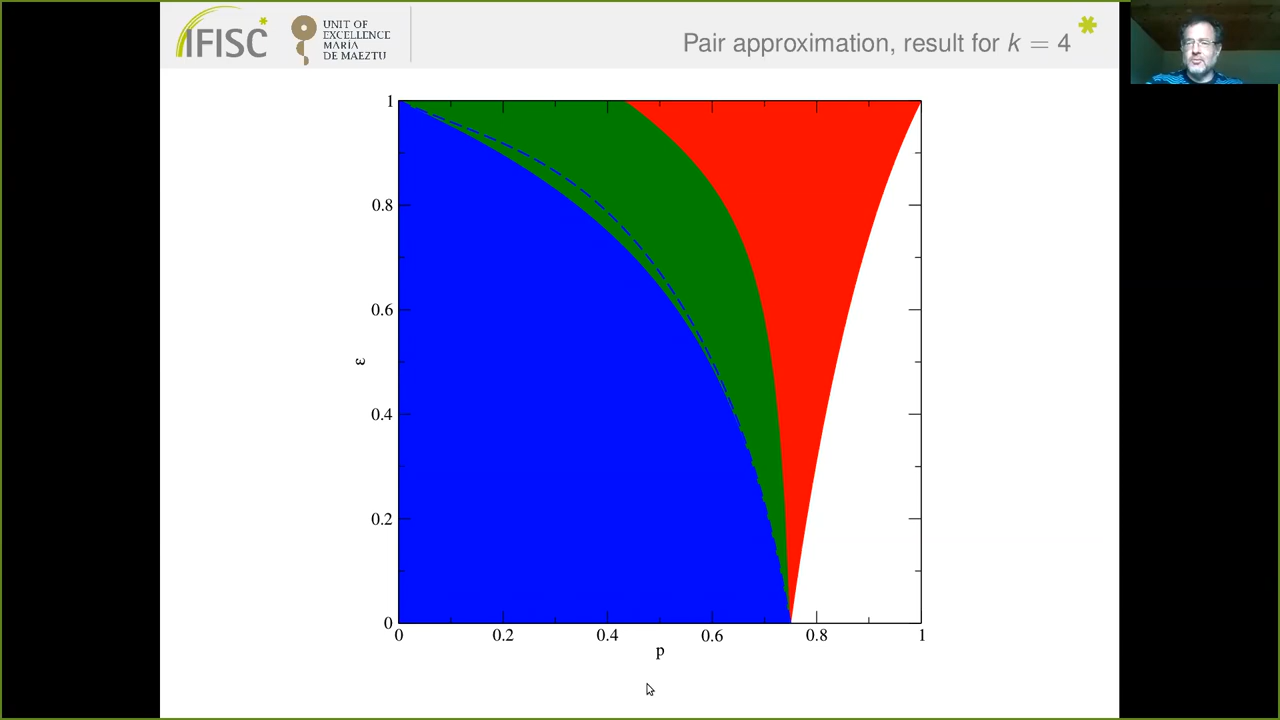 IFISC
UNIT OF
EXCELLENCE
MARÍA
DE MAEZTU
Pair approximation, result for k = 4
1
0.8
0.6
ε
0.4
0.2
0
0 0.2 0.4 0.6 0.8 1
p